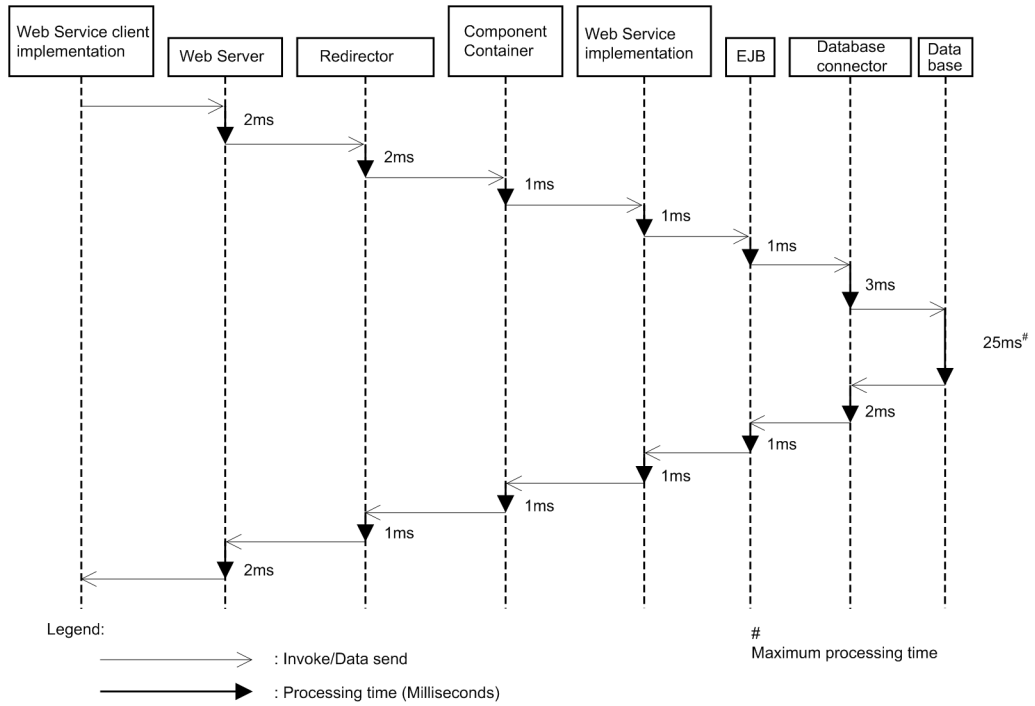 Web Service client
implementation
Web Server
Redirector
Component
Container
Web Service
implementation
EJB
Database
connector
Data
base
2ms
2ms
1ms
1ms
1ms
3ms
25ms#
2ms
1ms
1ms
1ms
1ms
2ms
Legend:
: Invoke/Data send
: Processing time (Milliseconds)
#
Maximum processing time